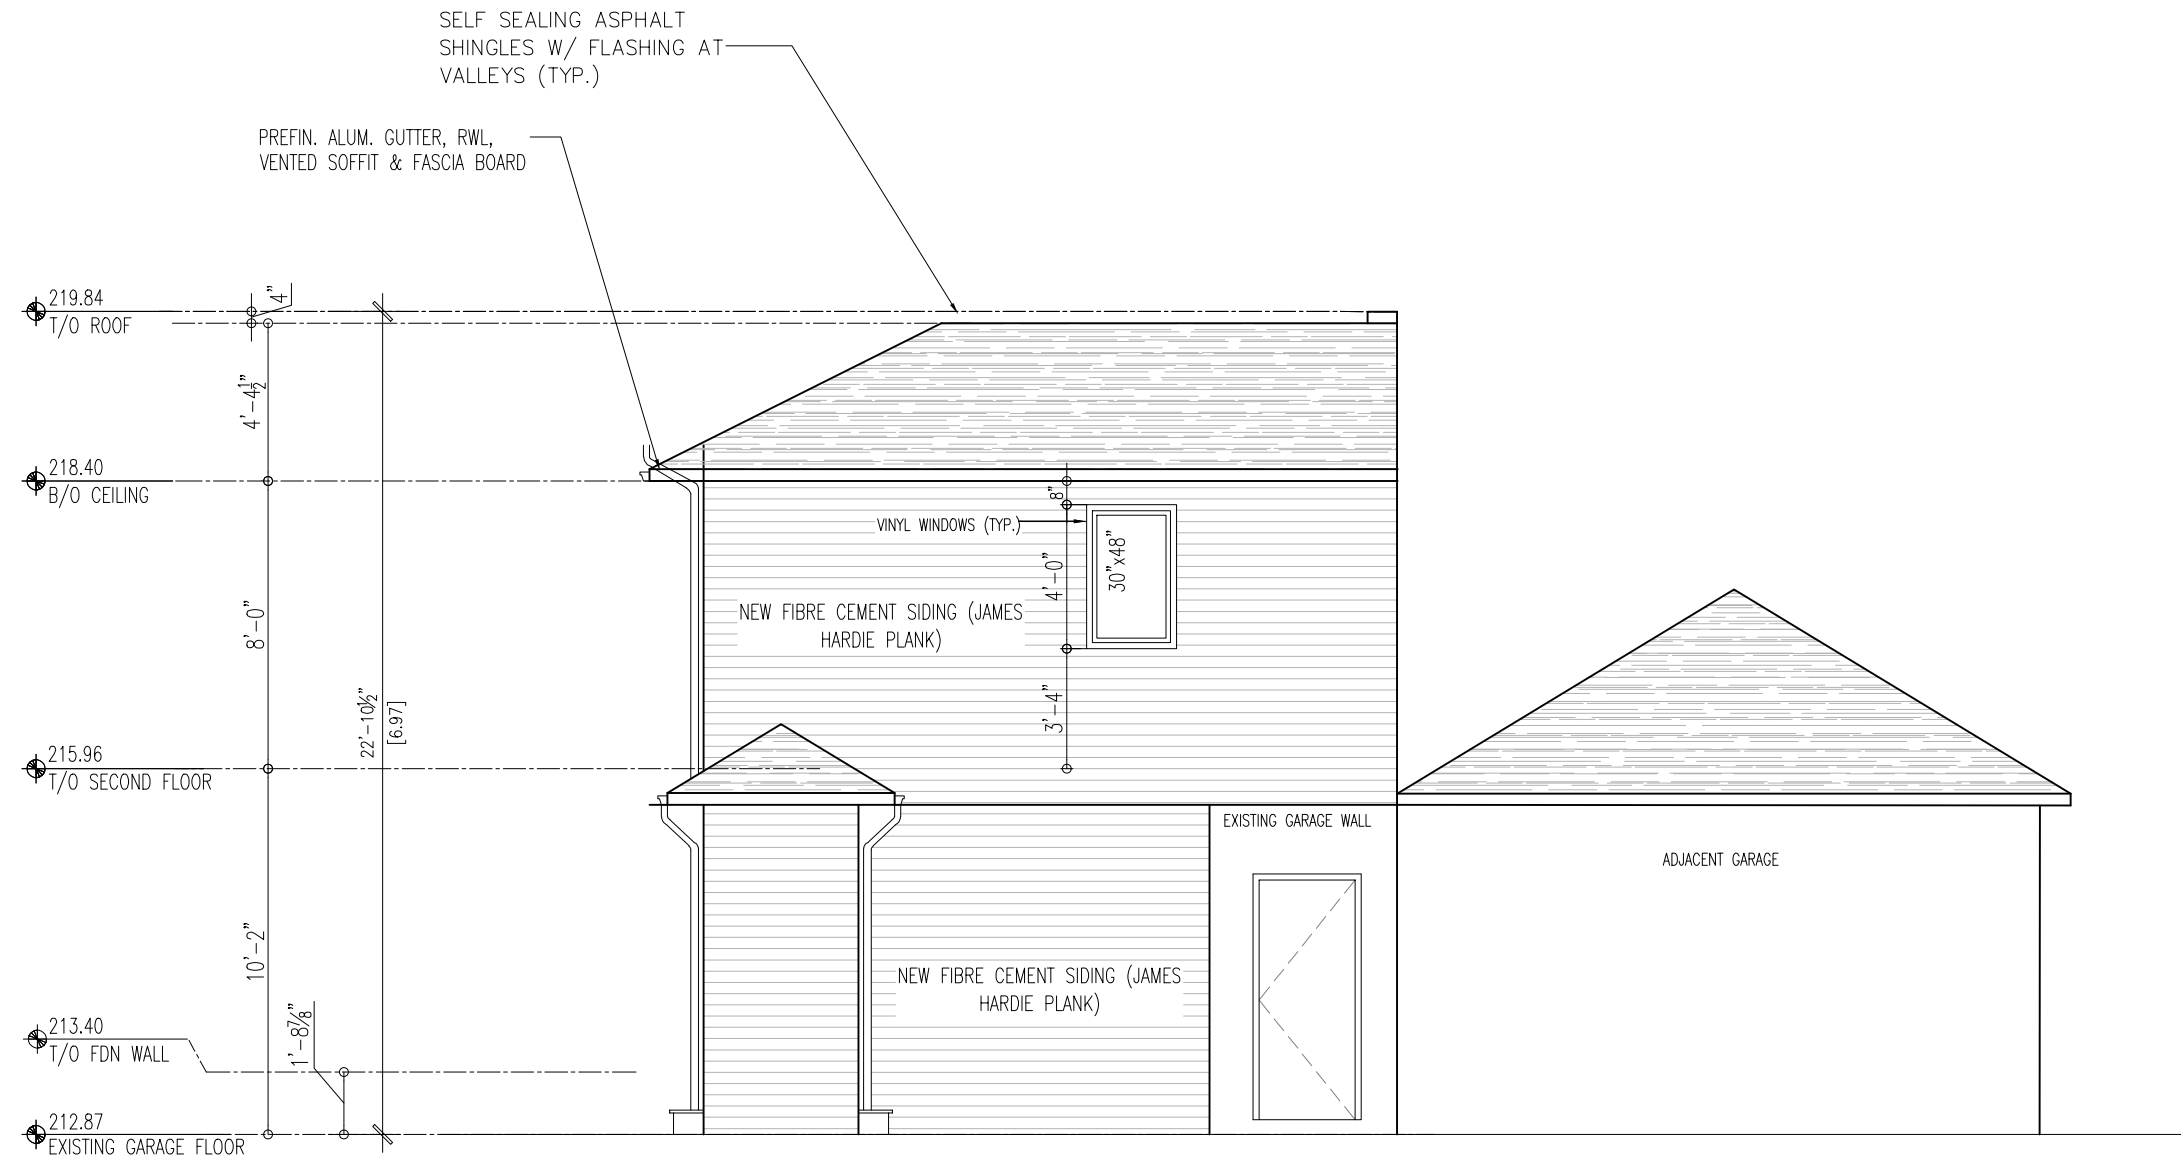 SELF SEALING ASPHALT
SHINGLES W/ FLASHING AT
VALLEYS (TYP.)
PREFIN. ALUM. GUTTER, RWL,
VENTED SOFFIT & FASCIA BOARD
219.84
T/O ROOF
4"
4'-4½"
218.40
B/O CEILING
8"
VINYL WINDOWS (TYP.)
30"x48"
4'-0"
NEW FIBRE CEMENT SIDING (JAMES
HARDIE PLANK)
8'-0"
3'-4"
22'-10½"
[6.97]
215.96
T/O SECOND FLOOR
EXISTING GARAGE WALL
ADJACENT GARAGE
10'-2"
NEW FIBRE CEMENT SIDING (JAMES
HARDIE PLANK)
213.40
T/O FDN WALL
1'-8⅞"
212.87
EXISTING GARAGE FLOOR